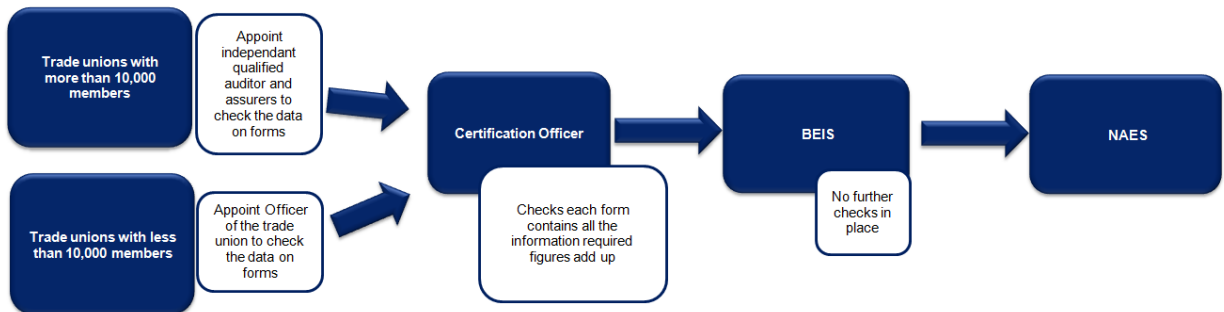 Trade unions with
more than 10,000
members
Appoint
independant
qualified
auditor and
assurers to
check the data
on forms
Trade unions with less
than 10,000 members
Appoint Officer
of the trade
union to check
the data on
forms
Certification Officer
Checks each form
contains all the
information required
figures add up
BEIS
No further
checks in
place
NAES